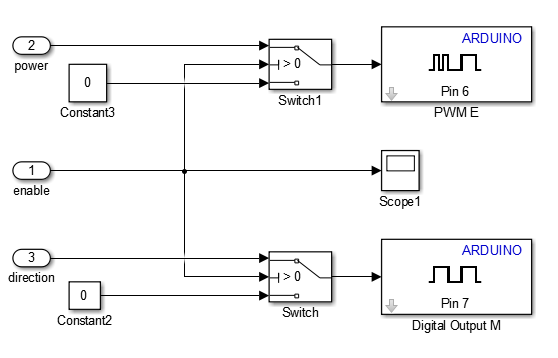 ARDUINO
2
power
0
Constant3
> 0
Switch1
Pin 6
PWM E
1
enable
Scope1
3
direction
0
Constant2
> 0
Switch
ARDUINO
Pin 7
Digital Output M